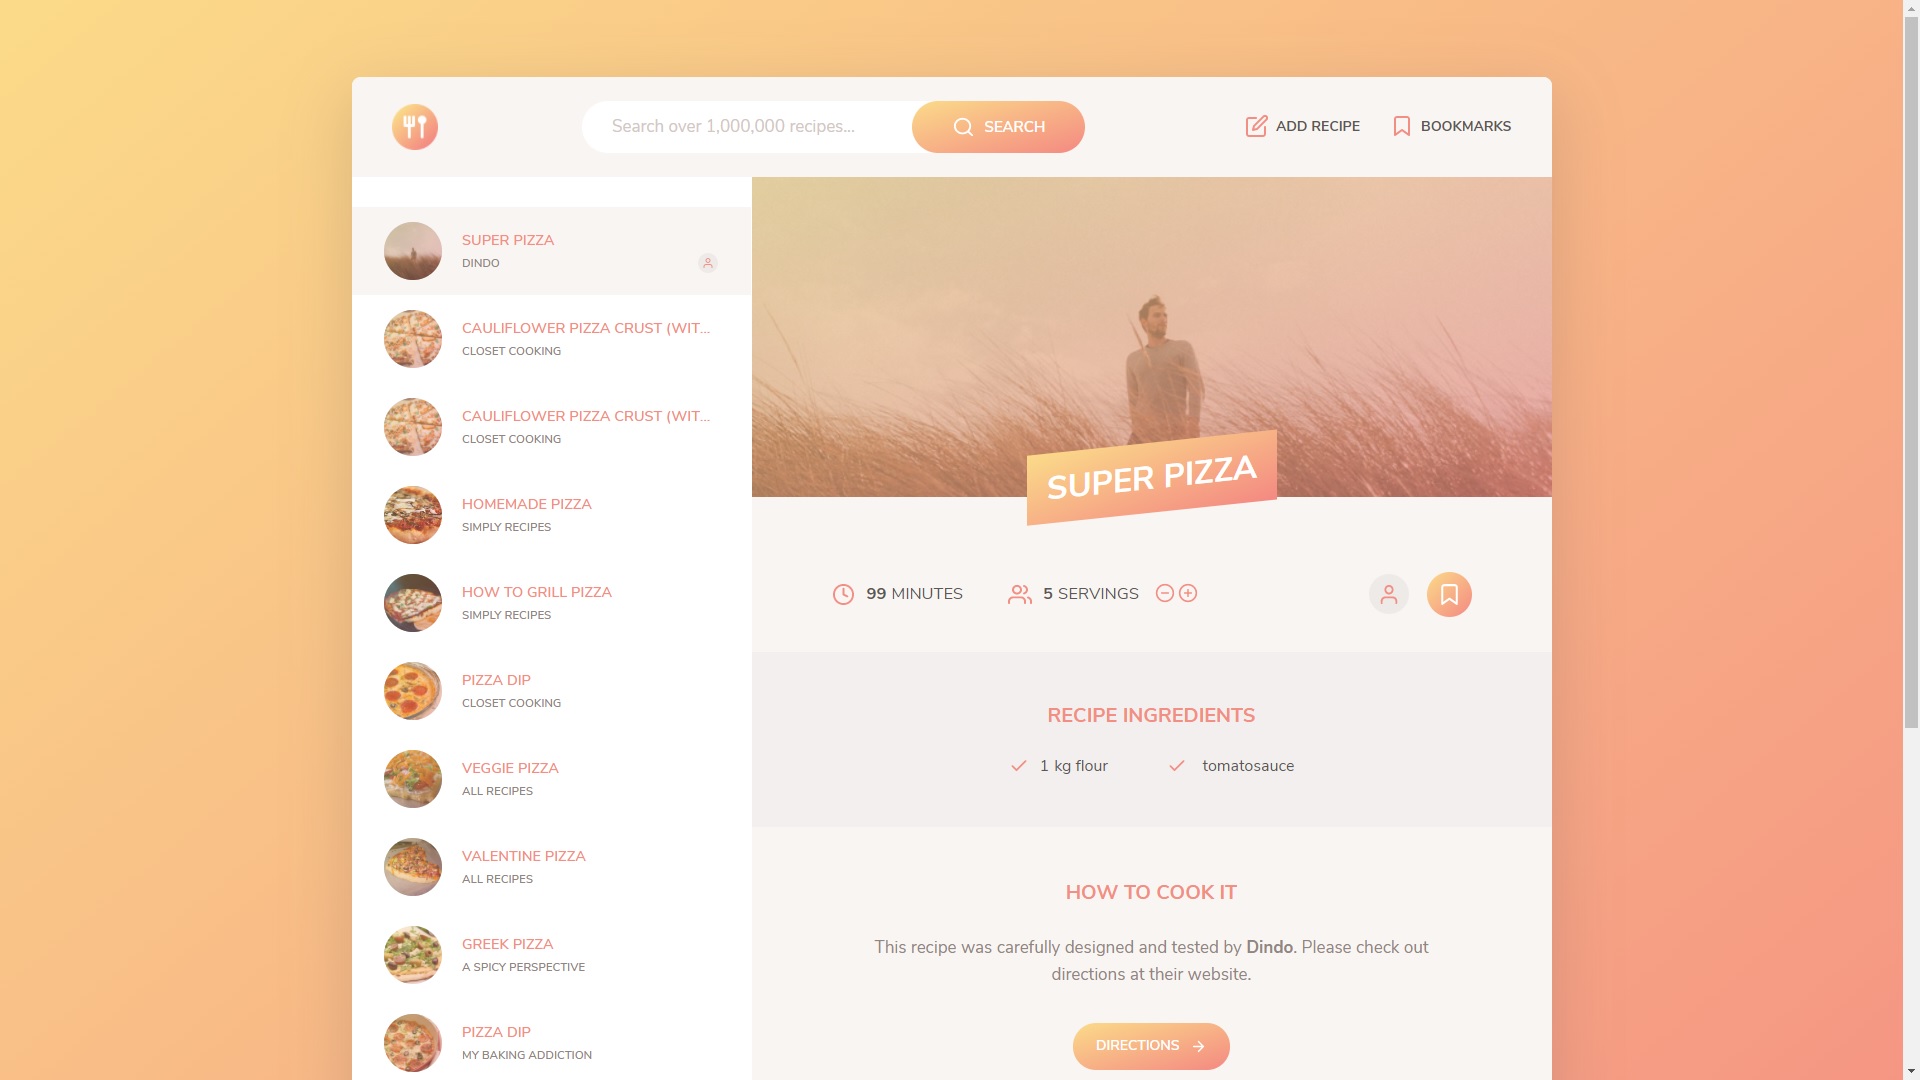 Search over 1,000,000 recipes...
SEARCH
ADD RECIPE
BOOKMARKS
SUPER PIZZA
DINDO
CAULIFLOWER PIZZA CRUST (WIT...
CLOSET COOKING
CAULIFLOWER PIZZA CRUST (WIT...
CLOSET COOKING
HOMEMADE PIZZA
SIMPLY RECIPES
HOW TO GRILL PIZZA
SIMPLY RECIPES
PIZZA DIP
CLOSET COOKING
VEGGIE PIZZA
ALL RECIPES
VALENTINE PIZZA
ALL RECIPES
GREEK PIZZA
A SPICY PERSPECTIVE
PIZZA DIP
MY BAKING ADDICTION
SUPER PIZZA
99 MINUTES
5 SERVINGS
RECIPE INGREDIENTS
1 kg flour
tomatosauce
HOW TO COOK IT
This recipe was carefully designed and tested by Dindo. Please check out
directions at their website.
DIRECTIONS